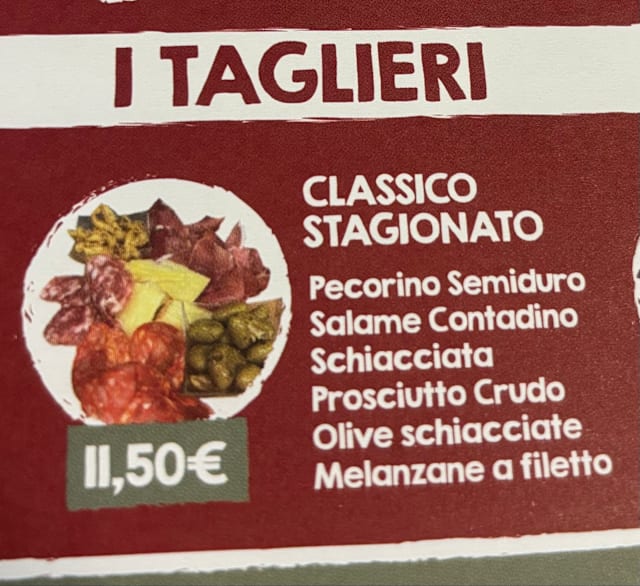 I TAGLIERI
CLASSICO
STAGIONATO
Pecorino Semiduro
Salame Contadino
Schiacciata
Prosciutto Crudo
Olive schiacciate
Melanzane a filetto
11,50€